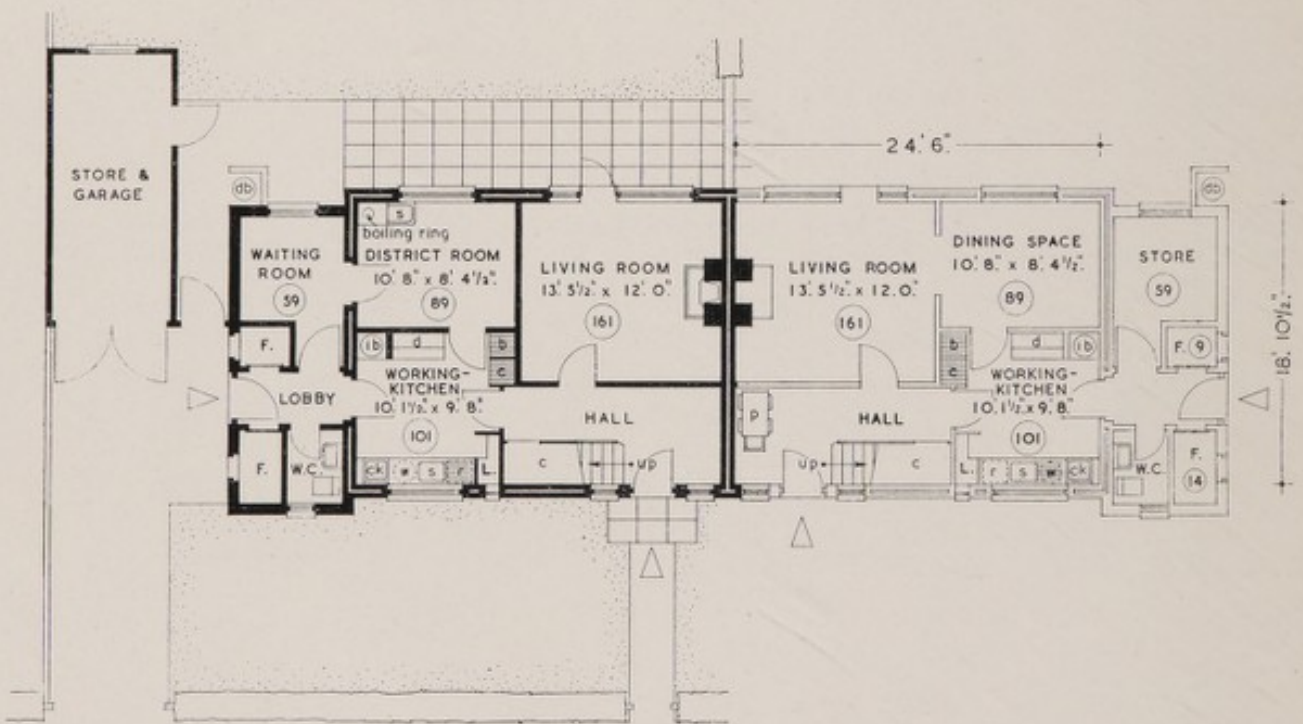 24'. 6".
STORE &
GARAGE
db
db
s
boiling ring
WAITING
ROOM
59
DISTRICT ROOM
10'. 8". x 8'. 4½".
89
LIVING ROOM
13'. 5½". x 12'. 0".
161
LIVING ROOM
13'. 5½". x 12'. 0".
161
DINING SPACE
10'. 8". x 8'. 4½".
89
STORE
59
18'. 10½".
F.
ib
d
b
c
b
c
d
ib
F. 9
LOBBY
WORKING-
KITCHEN
10'. 1½". x 9'. 8".
101
HALL
P
HALL
WORKING-
KITCHEN
10'. 1½". x 9'. 8".
101
F.
W.C.
ck
w
s
r
L.
c
up
up
c
L.
r
s
w
ck
W.C.
F.
14